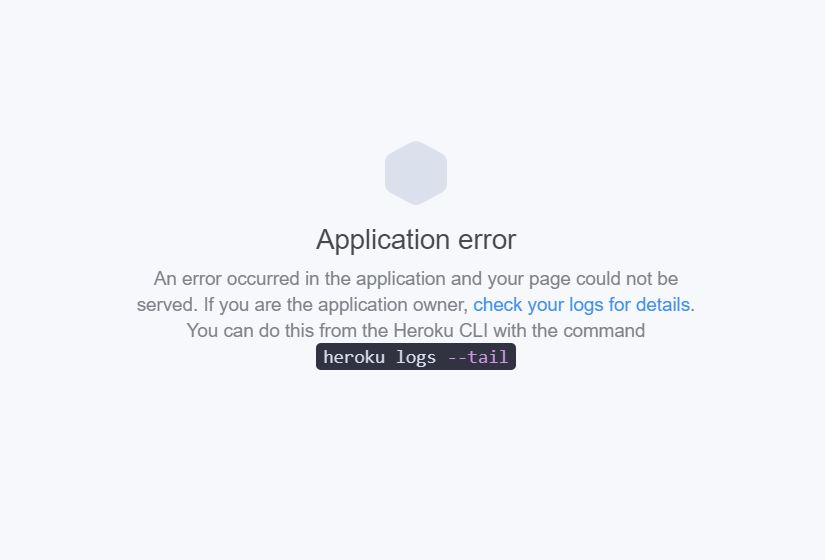 Application error
An error occurred in the application and your page could not be
served. If you are the application owner, check your logs for details.
You can do this from the Heroku CLI with the command
heroku logs --tail